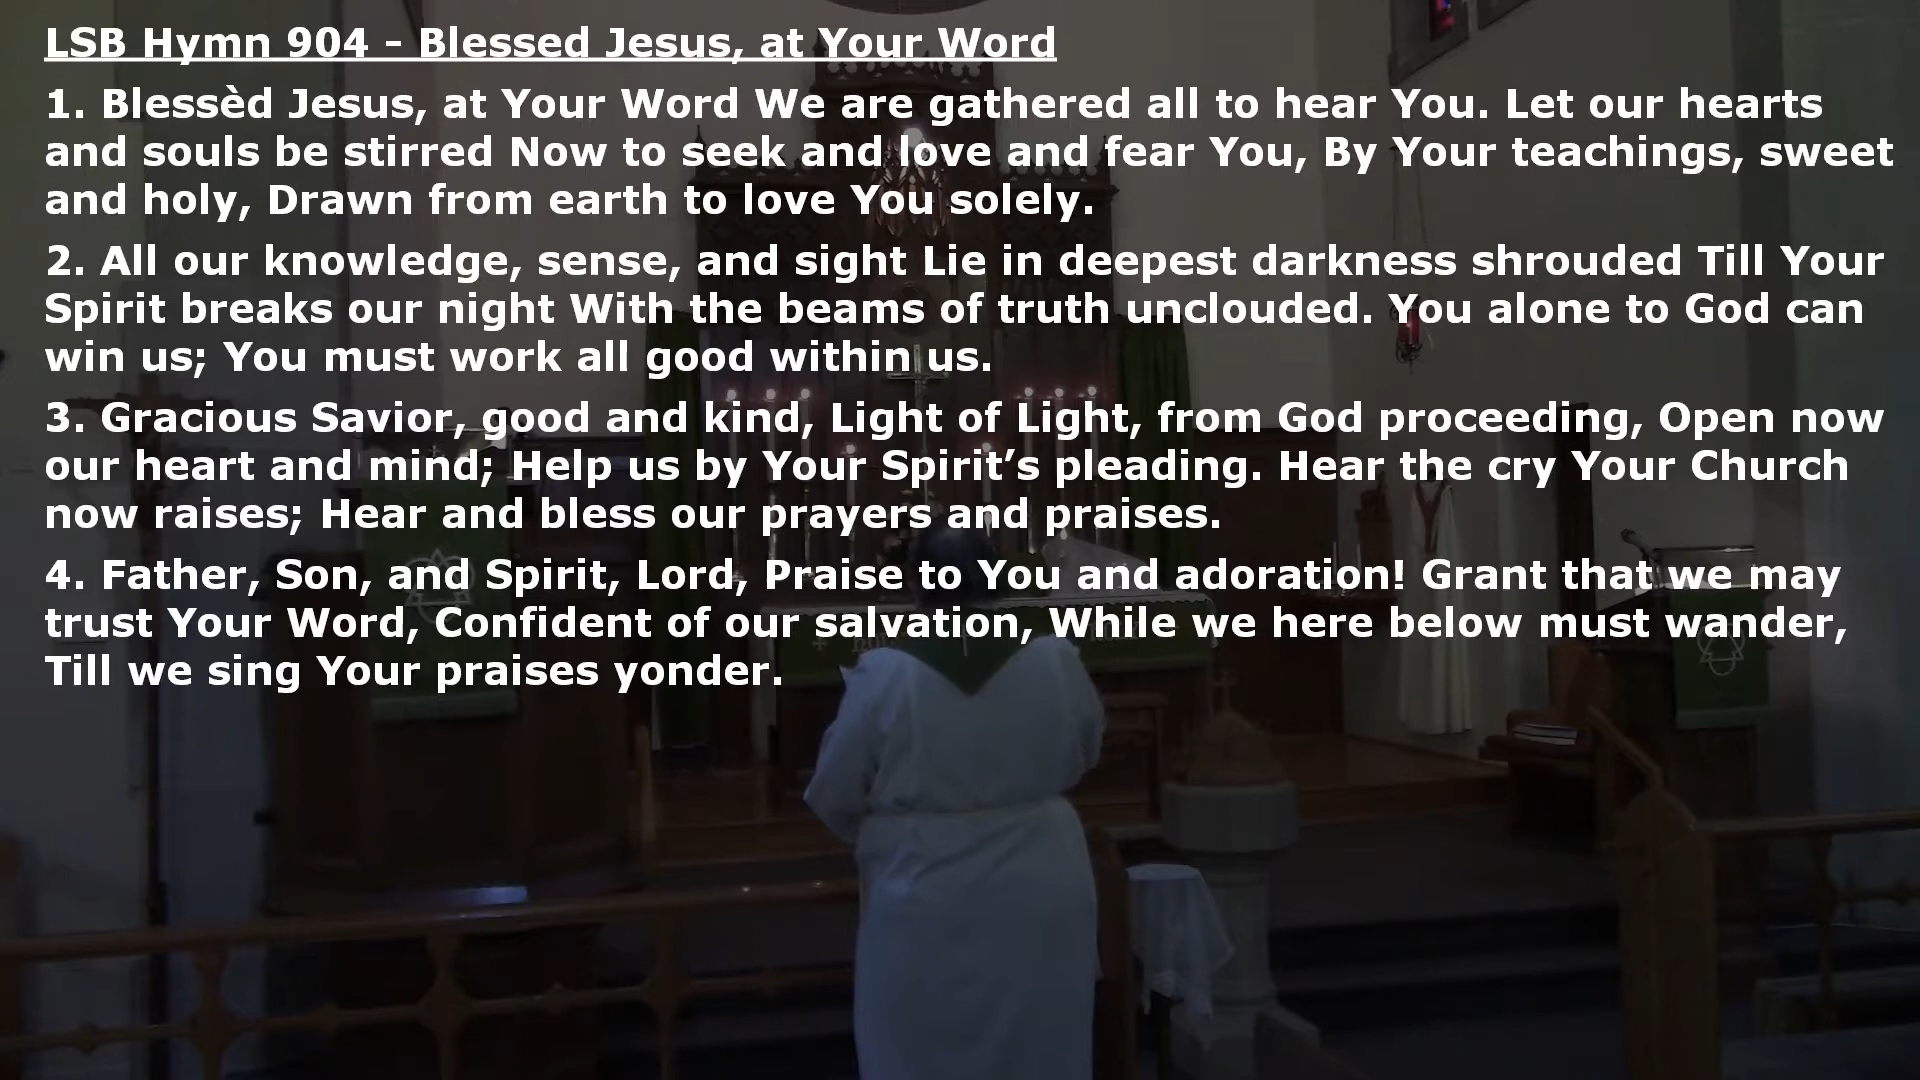 LSB Hymn 904 - Blessed Jesus, at Your Word
1. Blessèd Jesus, at Your Word We are gathered all to hear You. Let our hearts
and souls be stirred Now to seek and love and fear You, By Your teachings, sweet
and holy, Drawn from earth to love You solely.
2. All our knowledge, sense, and sight Lie in deepest darkness shrouded Till Your
Spirit breaks our night With the beams of truth unclouded. You alone to God can
win us; You must work all good within us.
3. Gracious Savior, good and kind, Light of Light, from God proceeding, Open now
our heart and mind; Help us by Your Spirit’s pleading. Hear the cry Your Church
now raises; Hear and bless our prayers and praises.
4. Father, Son, and Spirit, Lord, Praise to You and adoration! Grant that we may
trust Your Word, Confident of our salvation, While we here below must wander,
Till we sing Your praises yonder.